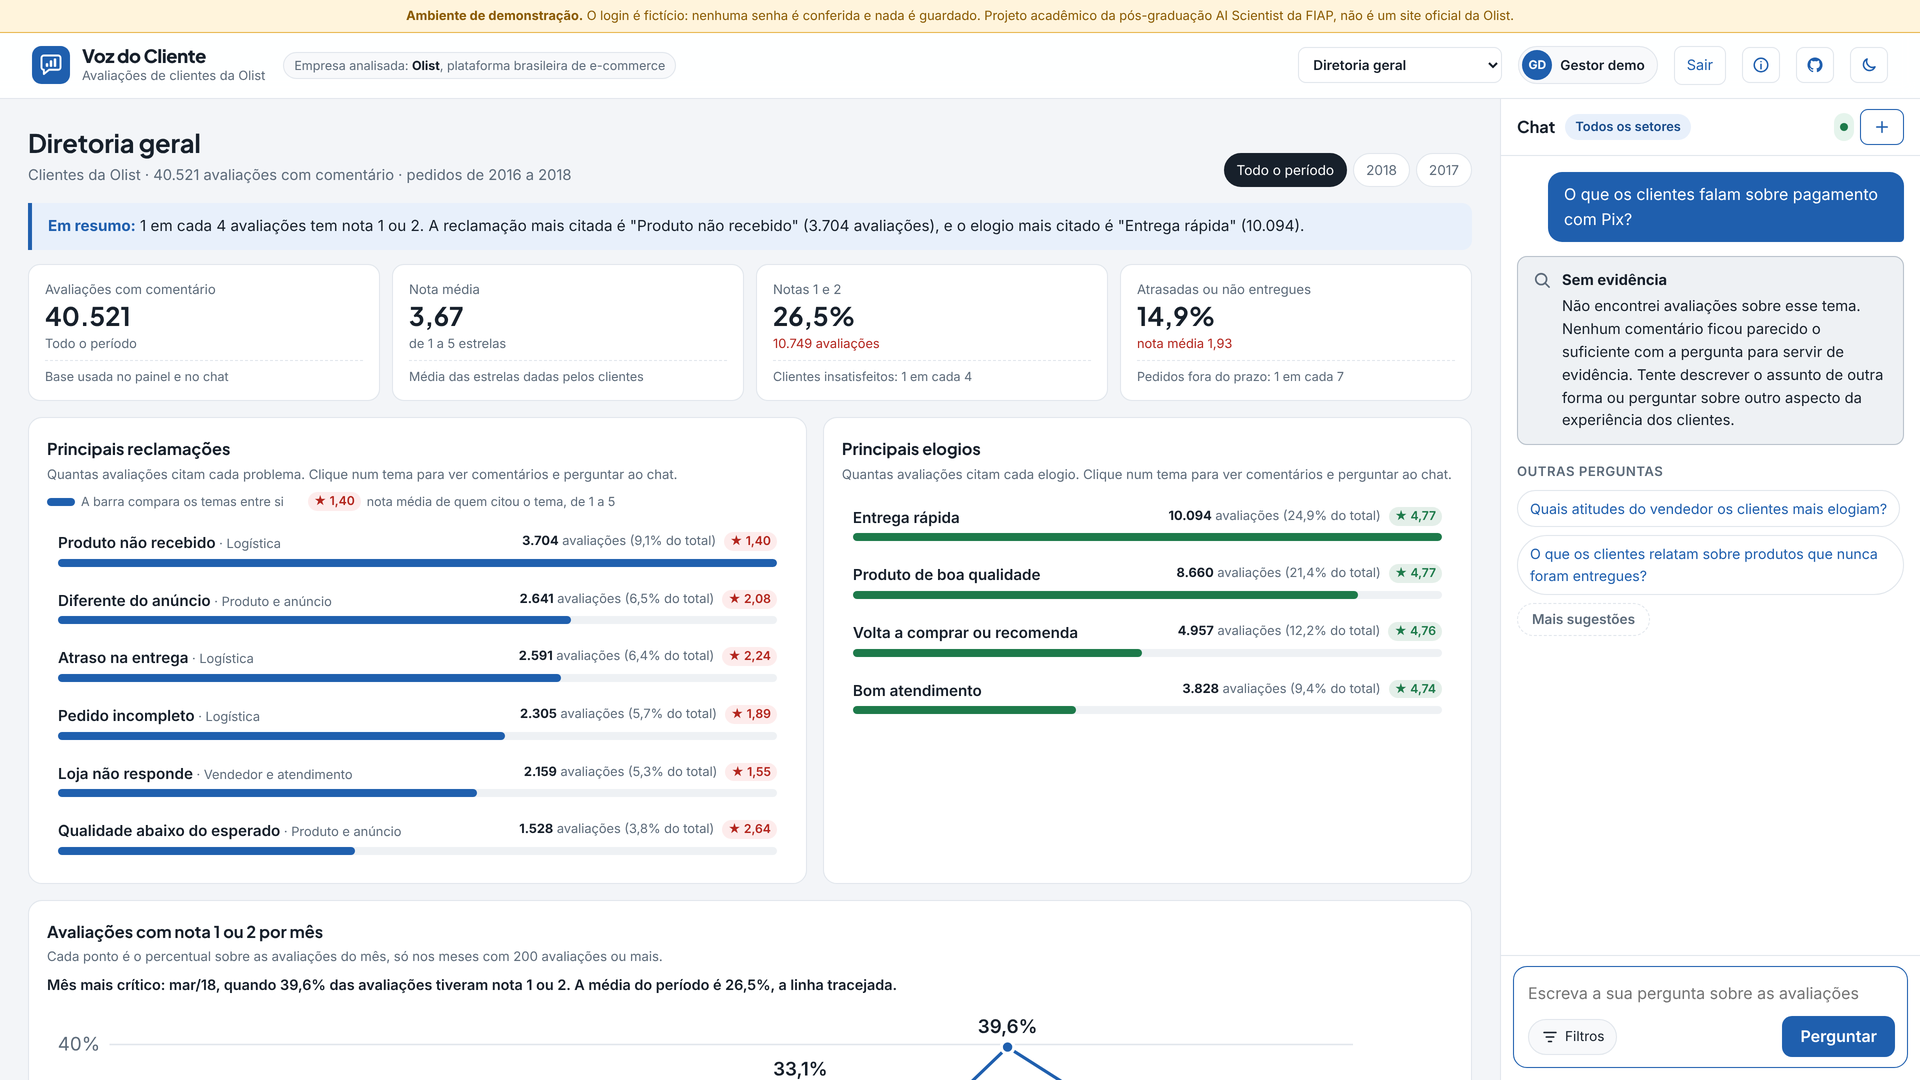 Ambiente de demonstração. O login é fictício: nenhuma senha é conferida e nada é guardado. Projeto acadêmico da pós-graduação AI Scientist da FIAP, não é um site oficial da Olist.
Voz do Cliente
Avaliações de clientes da Olist
Empresa analisada: Olist, plataforma brasileira de e-commerce
Diretoria geral
GD Gestor demo
Sair
Diretoria geral
Clientes da Olist · 40.521 avaliações com comentário · pedidos de 2016 a 2018
Todo o período
2018
2017
Em resumo: 1 em cada 4 avaliações tem nota 1 ou 2. A reclamação mais citada é "Produto não recebido" (3.704 avaliações), e o elogio mais citado é "Entrega rápida" (10.094).
Avaliações com comentário
40.521
Todo o período
Base usada no painel e no chat
Nota média
3,67
de 1 a 5 estrelas
Média das estrelas dadas pelos clientes
Notas 1 e 2
26,5%
10.749 avaliações
Clientes insatisfeitos: 1 em cada 4
Atrasadas ou não entregues
14,9%
nota média 1,93
Pedidos fora do prazo: 1 em cada 7
Principais reclamações
Quantas avaliações citam cada problema. Clique num tema para ver comentários e perguntar ao chat.
A barra compara os temas entre si ★ 1,40 nota média de quem citou o tema, de 1 a 5
Produto não recebido · Logística 3.704 avaliações (9,1% do total) ★ 1,40
Diferente do anúncio · Produto e anúncio 2.641 avaliações (6,5% do total) ★ 2,08
Atraso na entrega · Logística 2.591 avaliações (6,4% do total) ★ 2,24
Pedido incompleto · Logística 2.305 avaliações (5,7% do total) ★ 1,89
Loja não responde · Vendedor e atendimento 2.159 avaliações (5,3% do total) ★ 1,55
Qualidade abaixo do esperado · Produto e anúncio 1.528 avaliações (3,8% do total) ★ 2,64
Principais elogios
Quantas avaliações citam cada elogio. Clique num tema para ver comentários e perguntar ao chat.
Entrega rápida 10.094 avaliações (24,9% do total) ★ 4,77
Produto de boa qualidade 8.660 avaliações (21,4% do total) ★ 4,77
Volta a comprar ou recomenda 4.957 avaliações (12,2% do total) ★ 4,76
Bom atendimento 3.828 avaliações (9,4% do total) ★ 4,74
Avaliações com nota 1 ou 2 por mês
Cada ponto é o percentual sobre as avaliações do mês, só nos meses com 200 avaliações ou mais.
Mês mais crítico: mar/18, quando 39,6% das avaliações tiveram nota 1 ou 2. A média do período é 26,5%, a linha tracejada.
39,6%
40%
33,1%
Chat
Todos os setores
+
O que os clientes falam sobre pagamento
com Pix?
Sem evidência
Não encontrei avaliações sobre esse tema.
Nenhum comentário ficou parecido o
suficiente com a pergunta para servir de
evidência. Tente descrever o assunto de outra
forma ou perguntar sobre outro aspecto da
experiência dos clientes.
OUTRAS PERGUNTAS
Quais atitudes do vendedor os clientes mais elogiam?
O que os clientes relatam sobre produtos que nunca
foram entregues?
Mais sugestões
Escreva a sua pergunta sobre as avaliações
Filtros
Perguntar